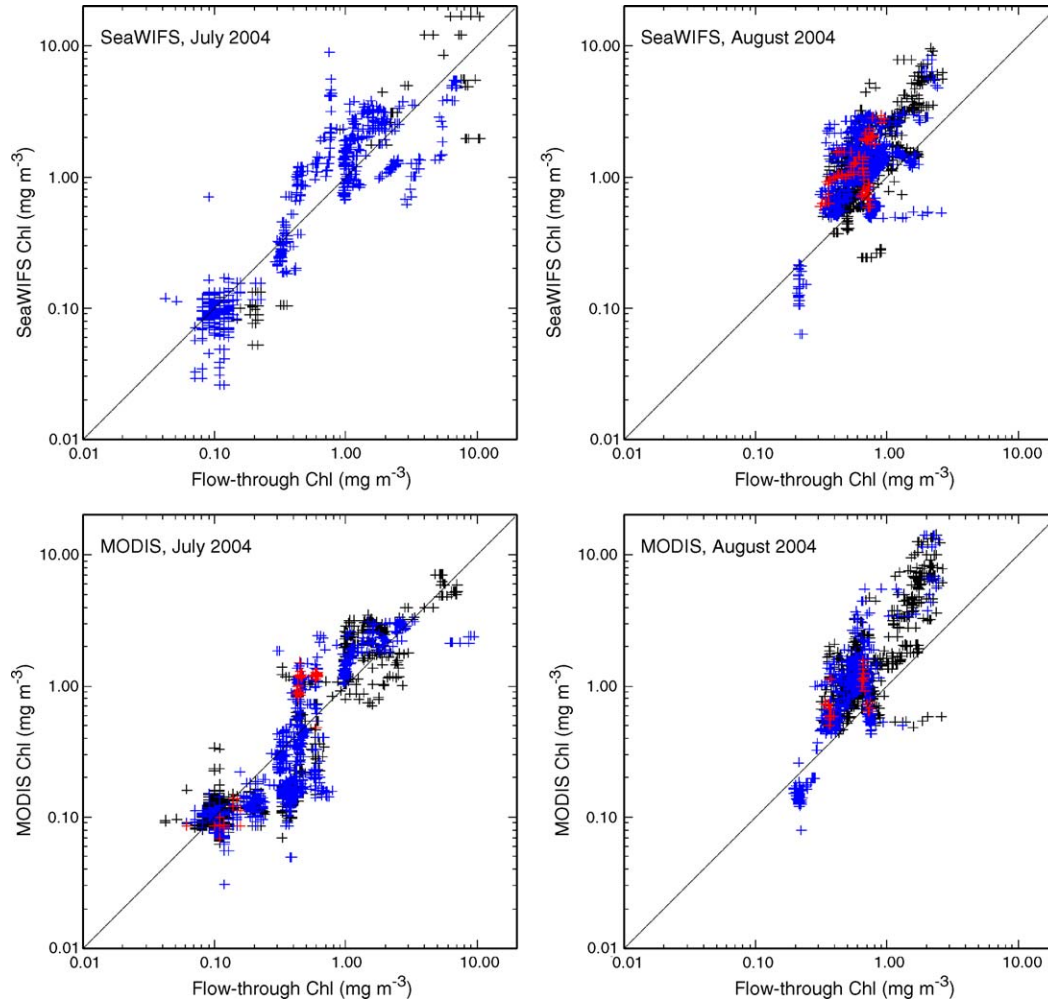 SeaWIFS, July 2004
SeaWIFS Chl (mg m⁻³)
10.00
1.00
0.10
0.01
0.01 0.10 1.00 10.00
Flow-through Chl (mg m⁻³)
SeaWIFS, August 2004
SeaWIFS Chl (mg m⁻³)
10.00
1.00
0.10
0.01
0.01 0.10 1.00 10.00
Flow-through Chl (mg m⁻³)
MODIS, July 2004
MODIS Chl (mg m⁻³)
10.00
1.00
0.10
0.01
0.01 0.10 1.00 10.00
Flow-through Chl (mg m⁻³)
MODIS, August 2004
MODIS Chl (mg m⁻³)
10.00
1.00
0.10
0.01
0.01 0.10 1.00 10.00
Flow-through Chl (mg m⁻³)